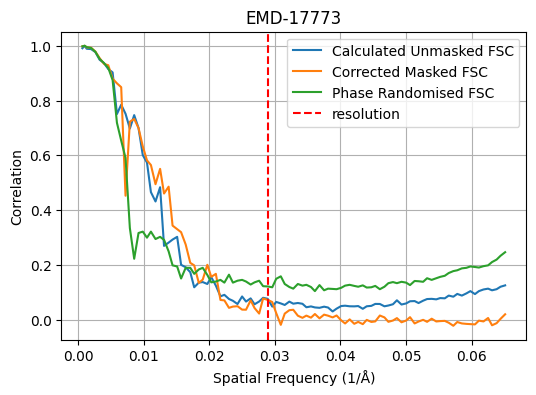 EMD-17773
Calculated Unmasked FSC
Corrected Masked FSC
Phase Randomised FSC
resolution
Correlation
1.0
0.8
0.6
0.4
0.2
0.0
0.00 0.01 0.02 0.03 0.04 0.05 0.06
Spatial Frequency (1/Å)